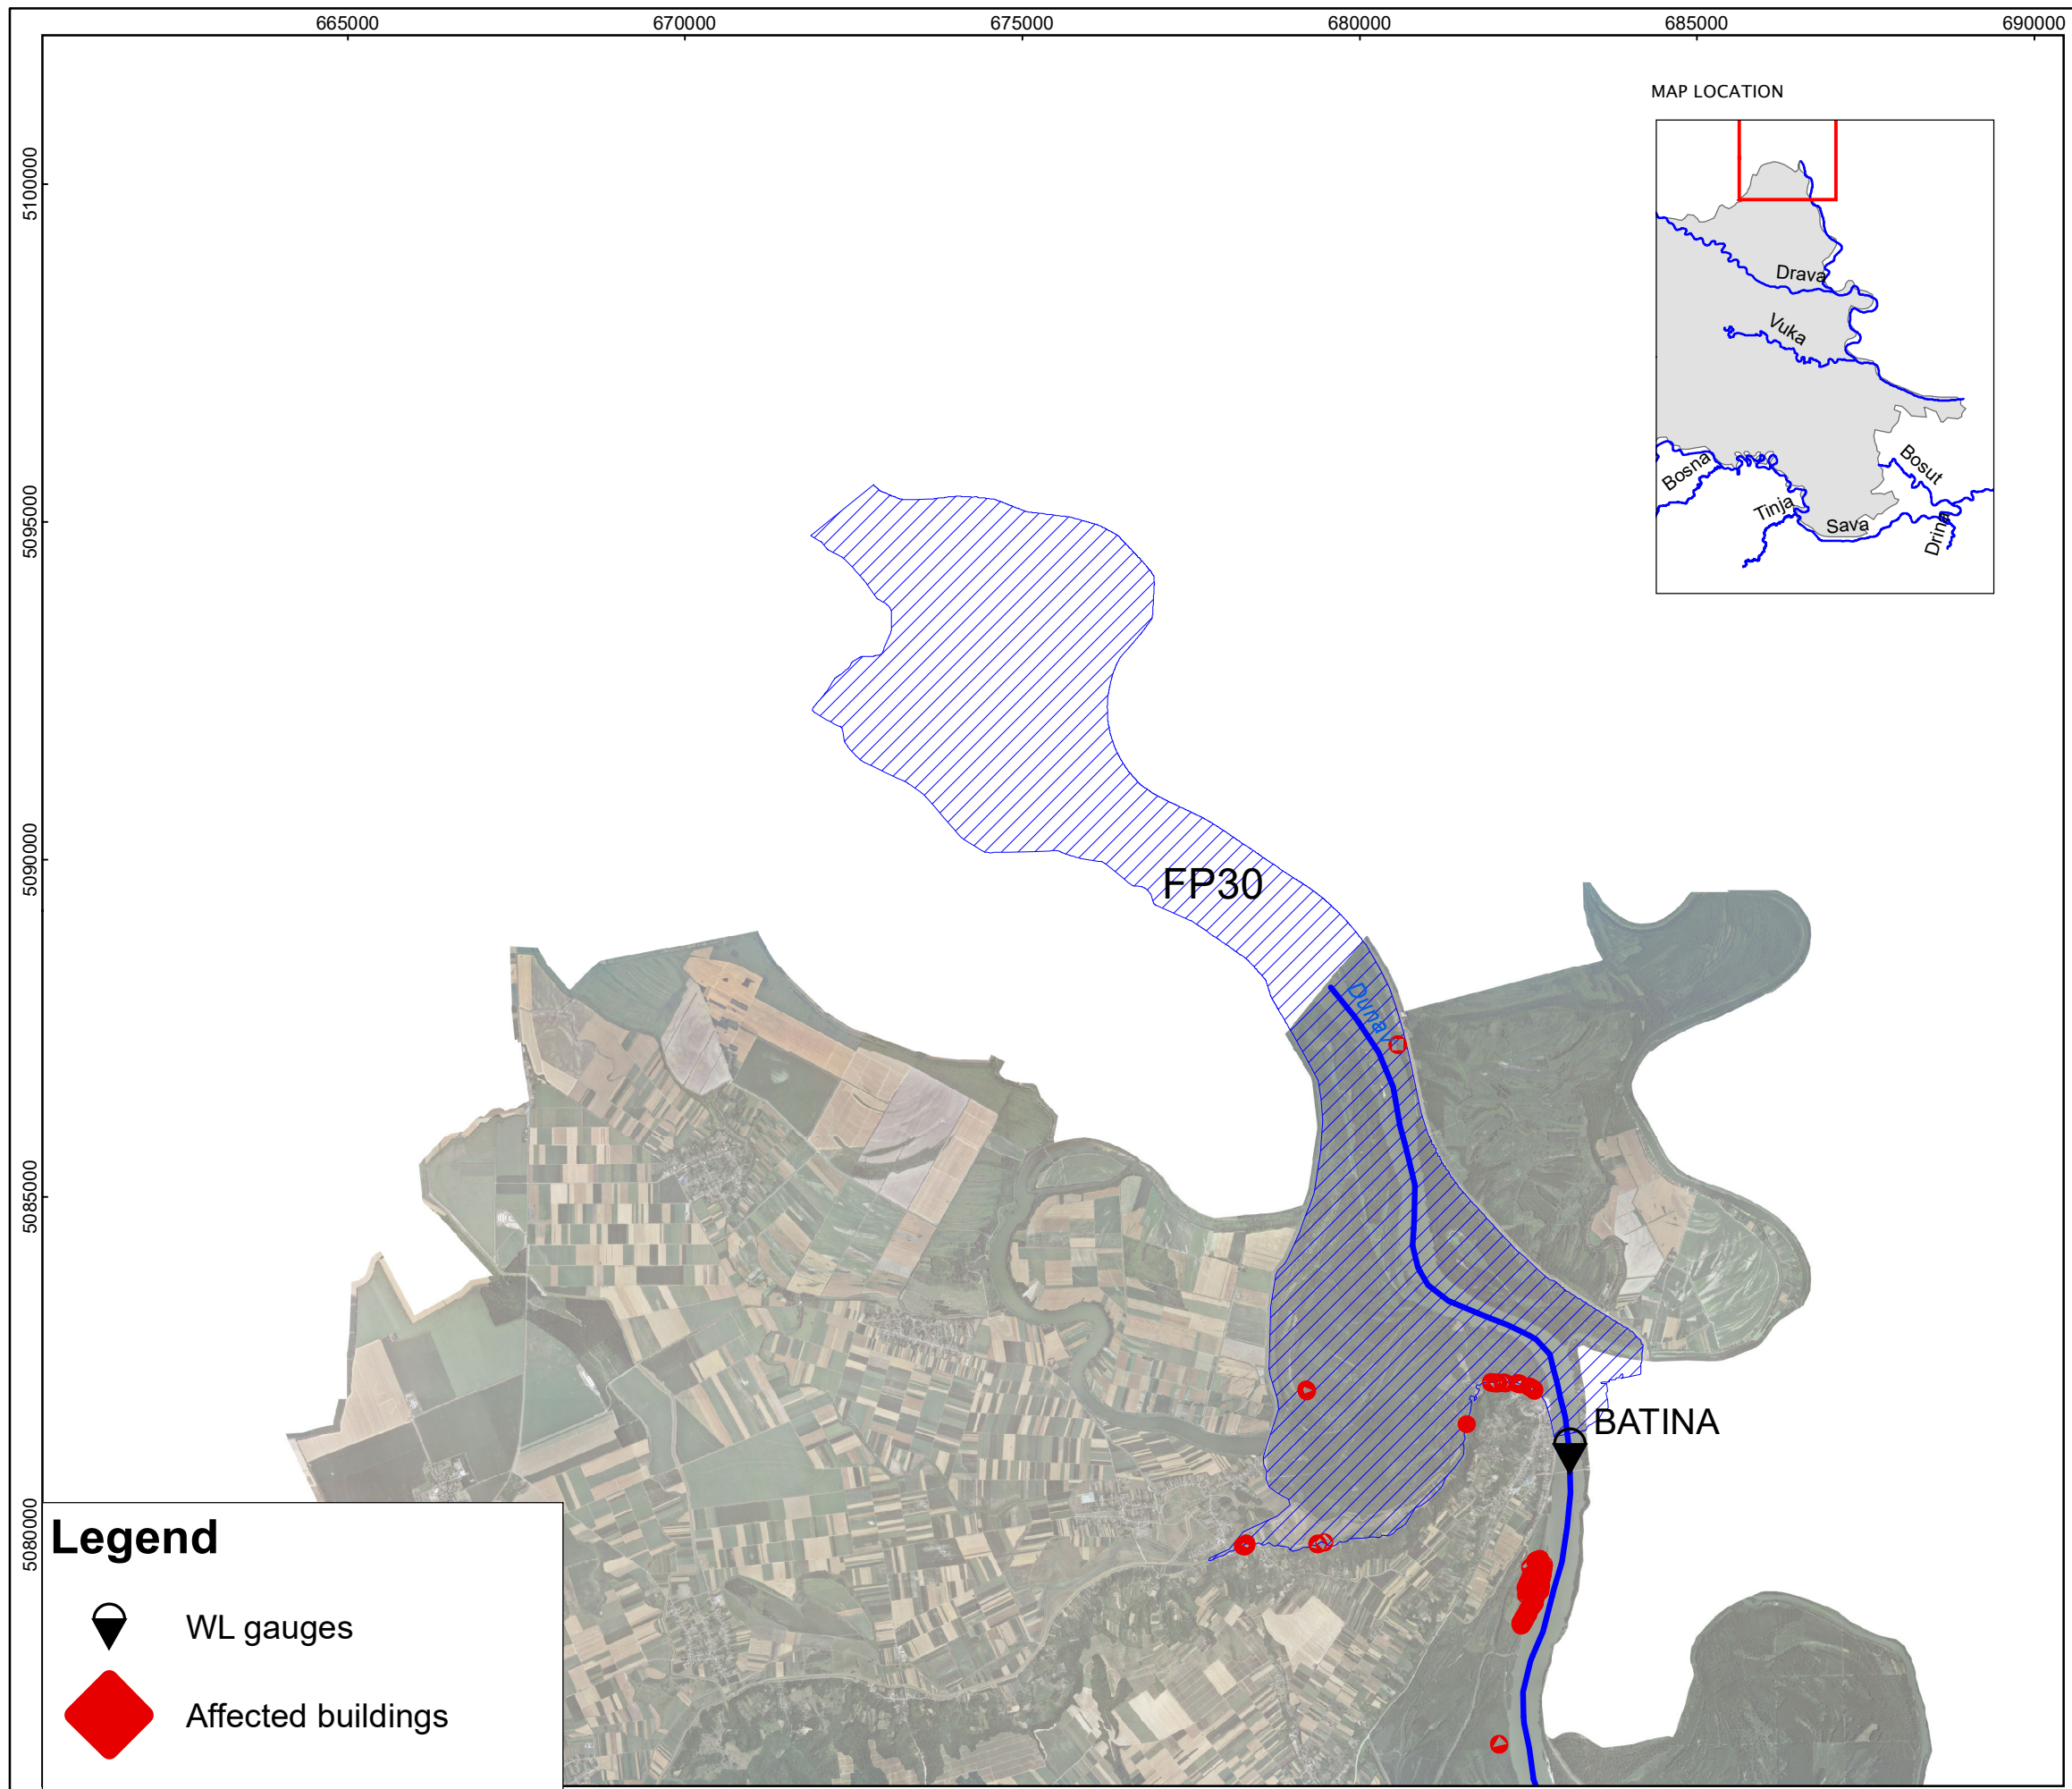 665000 670000 675000 680000 685000 690000
MAP LOCATION
5100000
Drava
Vuka
Bosna
Bosut
Tinja
Sava
Drina
5095000
5090000
FP30
Dunav
5085000
BATINA
5080000
Legend
WL gauges
Affected buildings